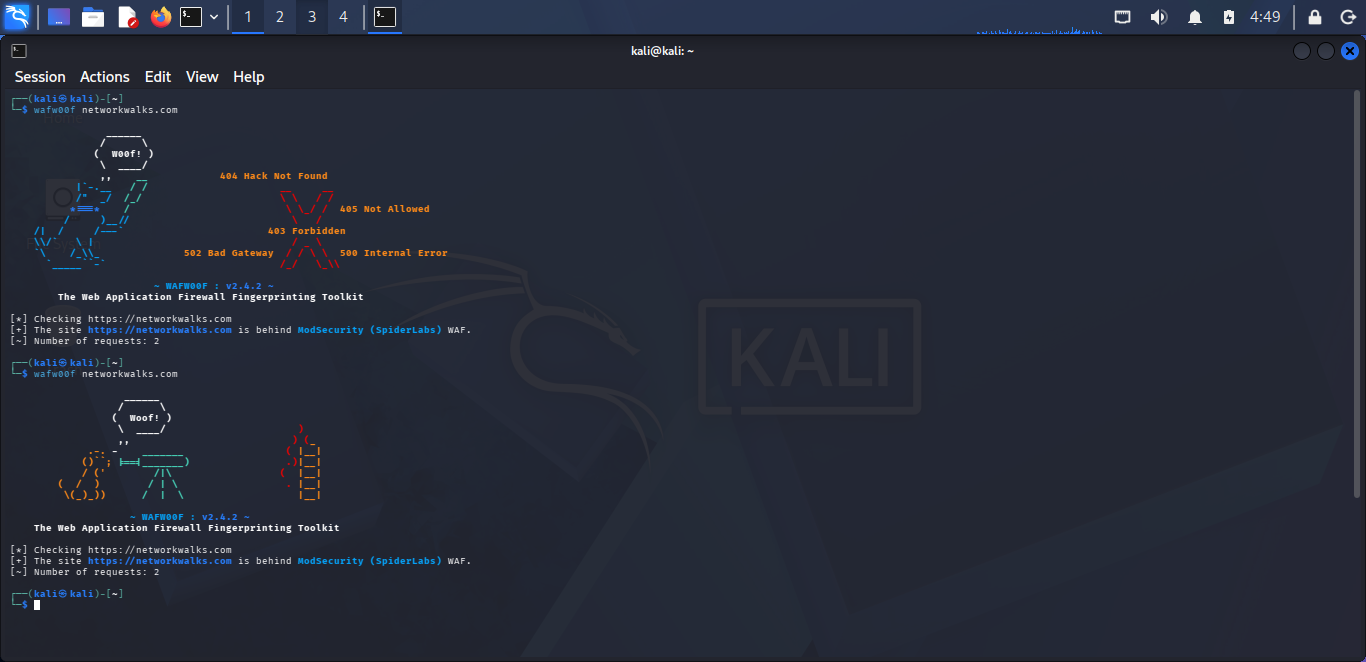 1 2 3 4 4:49
kali@kali: ~
Session Actions Edit View Help
┌──(kali㉿kali)-[~]
└─$ wafw00f networkwalks.com
( W00f! )
404 Hack Not Found
405 Not Allowed
403 Forbidden
502 Bad Gateway 500 Internal Error
~ WAFW00F : v2.4.2 ~
The Web Application Firewall Fingerprinting Toolkit
[*] Checking https://networkwalks.com
[+] The site https://networkwalks.com is behind ModSecurity (SpiderLabs) WAF.
[~] Number of requests: 2
┌──(kali㉿kali)-[~]
└─$ wafw00f networkwalks.com
( Woof! )
~ WAFW00F : v2.4.2 ~
The Web Application Firewall Fingerprinting Toolkit
[*] Checking https://networkwalks.com
[+] The site https://networkwalks.com is behind ModSecurity (SpiderLabs) WAF.
[~] Number of requests: 2
┌──(kali㉿kali)-[~]
└─$
KALI